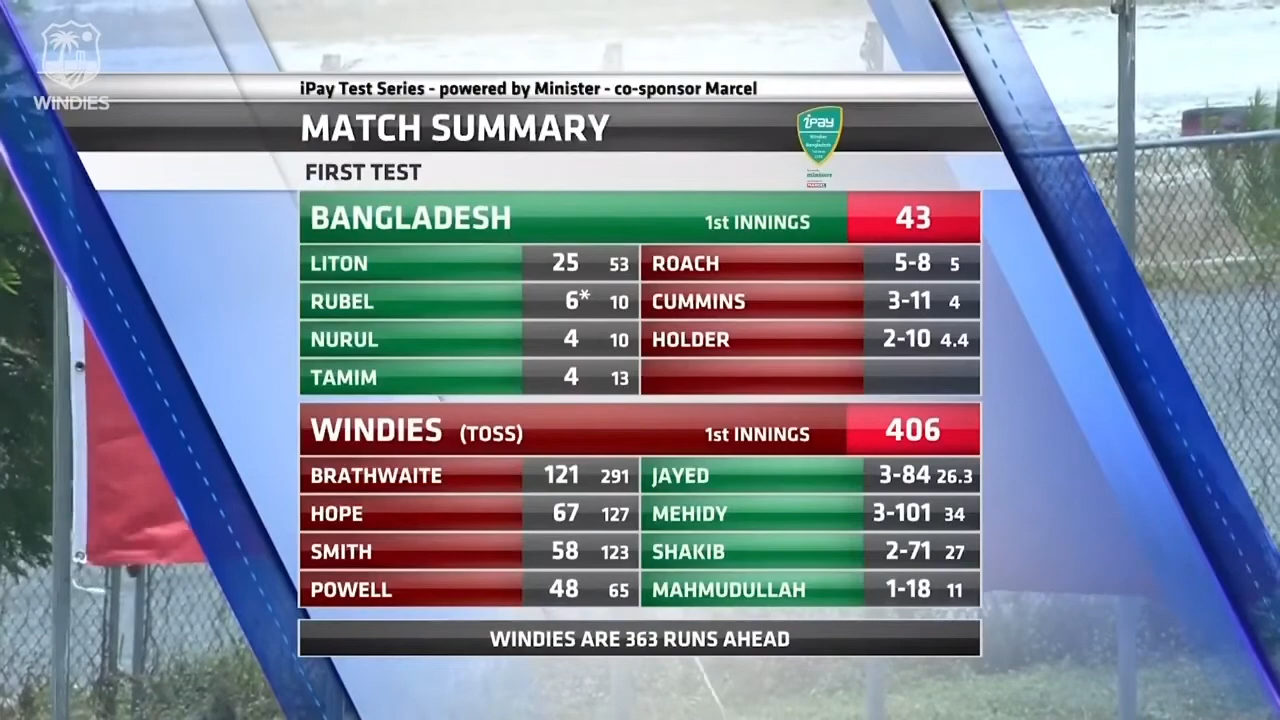 WINDIES
iPay Test Series - powered by Minister - co-sponsor Marcel
MATCH SUMMARY
iPay
FIRST TEST
BANGLADESH 1st INNINGS 43
LITON 25 53 ROACH 5-8 5
RUBEL 6* 10 CUMMINS 3-11 4
NURUL 4 10 HOLDER 2-10 4.4
TAMIM 4 13
WINDIES (TOSS) 1st INNINGS 406
BRATHWAITE 121 291 JAYED 3-84 26.3
HOPE 67 127 MEHIDY 3-101 34
SMITH 58 123 SHAKIB 2-71 27
POWELL 48 65 MAHMUDULLAH 1-18 11
WINDIES ARE 363 RUNS AHEAD